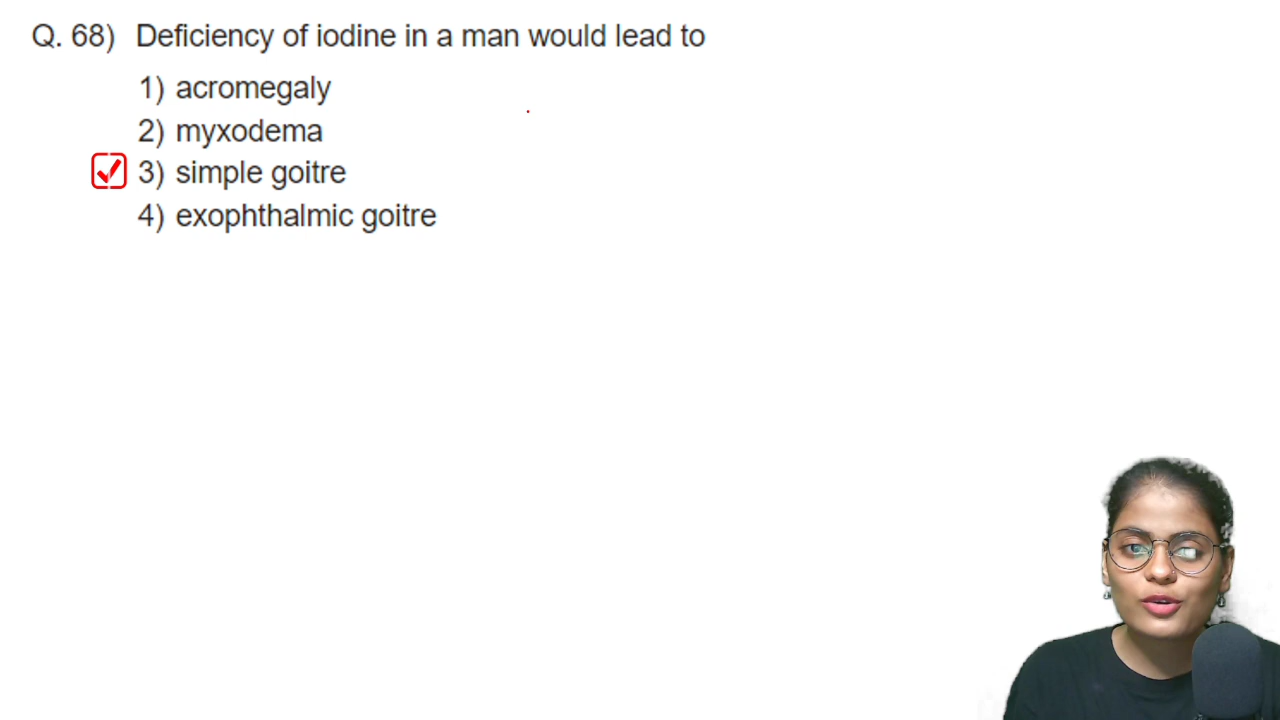 Q. 68) Deficiency of iodine in a man would lead to
1) acromegaly
2) myxodema
3) simple goitre
4) exophthalmic goitre